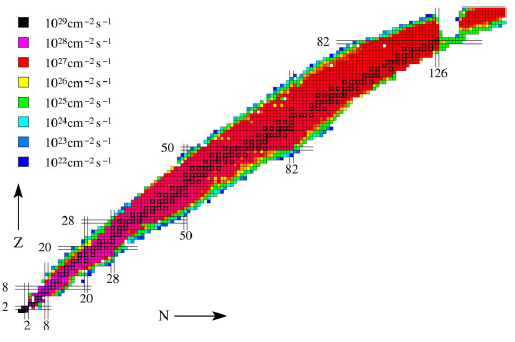 10²⁹cm⁻²s⁻¹
10²⁸cm⁻²s⁻¹
10²⁷cm⁻²s⁻¹
10²⁶cm⁻²s⁻¹
10²⁵cm⁻²s⁻¹
10²⁴cm⁻²s⁻¹
10²³cm⁻²s⁻¹
10²²cm⁻²s⁻¹
82
126
50
82
Z
28
50
20
28
8
20
2
N
2 8